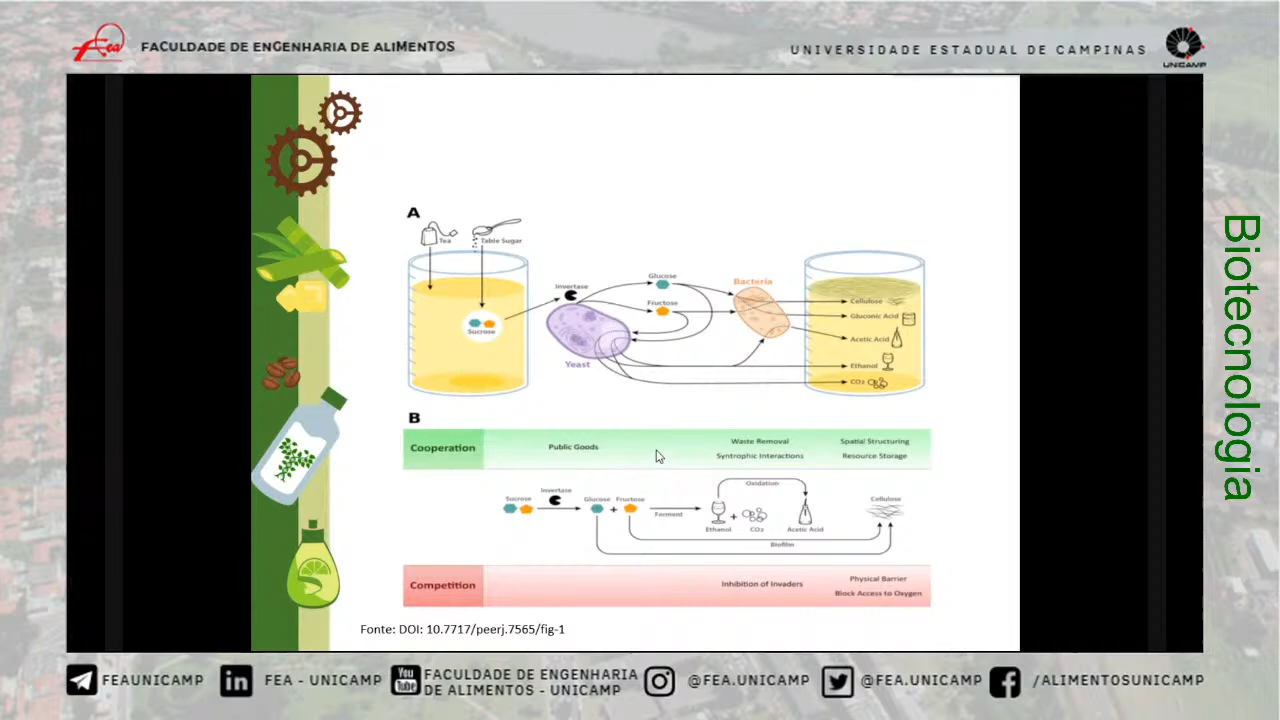 Fea
FACULDADE DE ENGENHARIA DE ALIMENTOS
UNIVERSIDADE ESTADUAL DE CAMPINAS
UNICAMP
Biotecnologia
A
Tea
Table Sugar
Sucrose
Invertase
Glucose
Fructose
Yeast
Bacteria
Cellulose
Gluconic Acid
Acetic Acid
Ethanol
CO2
B
Cooperation
Public Goods
Waste Removal
Syntrophic Interactions
Spatial Structuring
Resource Storage
Sucrose
Invertase
Glucose
+
Fructose
Ferment
Oxidation
Ethanol
+
CO2
Acetic Acid
Cellulose
Biofilm
Competition
Inhibition of Invaders
Physical Barrier
Block Access to Oxygen
Fonte: DOI: 10.7717/peerj.7565/fig-1
FEAUNICAMP
in
FEA - UNICAMP
You
Tube
FACULDADE DE ENGENHARIA
DE ALIMENTOS - UNICAMP
@FEA.UNICAMP
@FEA.UNICAMP
/ALIMENTOSUNICAMP